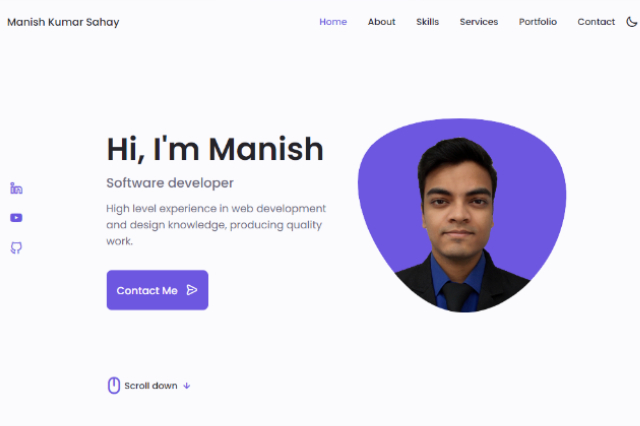 Manish Kumar Sahay
Home About Skills Services Portfolio Contact
Hi, I'm Manish
Software developer
High level experience in web development
and design knowledge, producing quality
work.
Contact Me
Scroll down